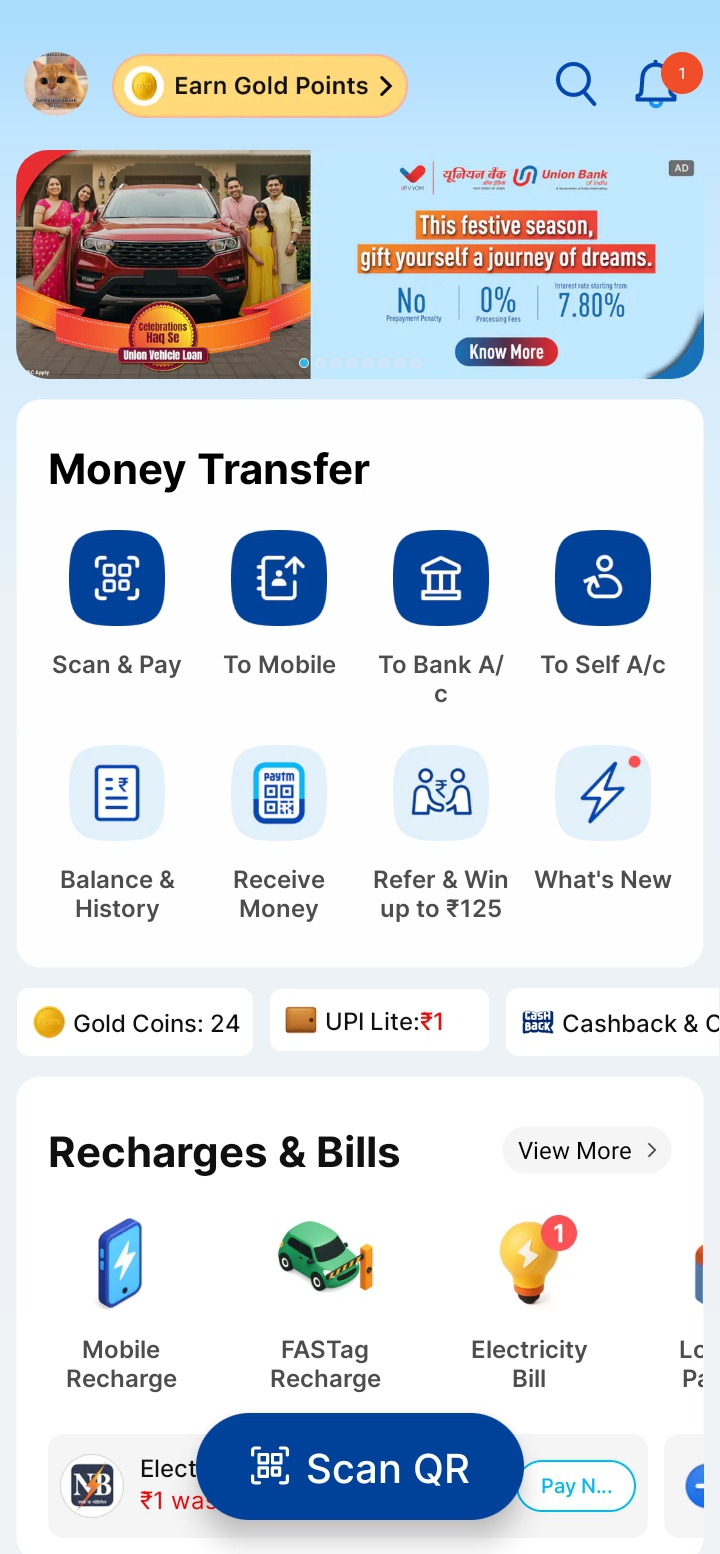 Earn Gold Points
1
यूनियन बैंक
Union Bank
of India
AD
This festive season,
gift yourself a journey of dreams.
No
Prepayment Penalty
0%
Processing Fees
Interest rate starting from
7.80%
Know More
Celebrations
Haq Se
Union Vehicle Loan
C Apply
Money Transfer
Scan & Pay
To Mobile
To Bank A/
c
To Self A/c
paytm
Balance &
History
Receive
Money
Refer & Win
up to ₹125
What's New
Gold Coins: 24
UPI Lite:₹1
CASH
BACK
Cashback & O
Recharges & Bills
View More
1
Mobile
Recharge
FASTag
Recharge
Electricity
Bill
Lo
Pa
NB
Elect
₹1 was
Pay N...
Scan QR